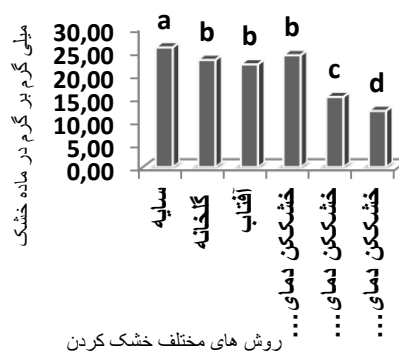 میلی گرم بر گرم در ماده خشک
30,00
25,00
20,00
15,00
10,00
5,00
0,00
a
b
b
b
c
d
سایه
گلخانه
آفتاب
خشککن دمای...
خشککن دمای...
خشککن دمای...
روش های مختلف خشک کردن